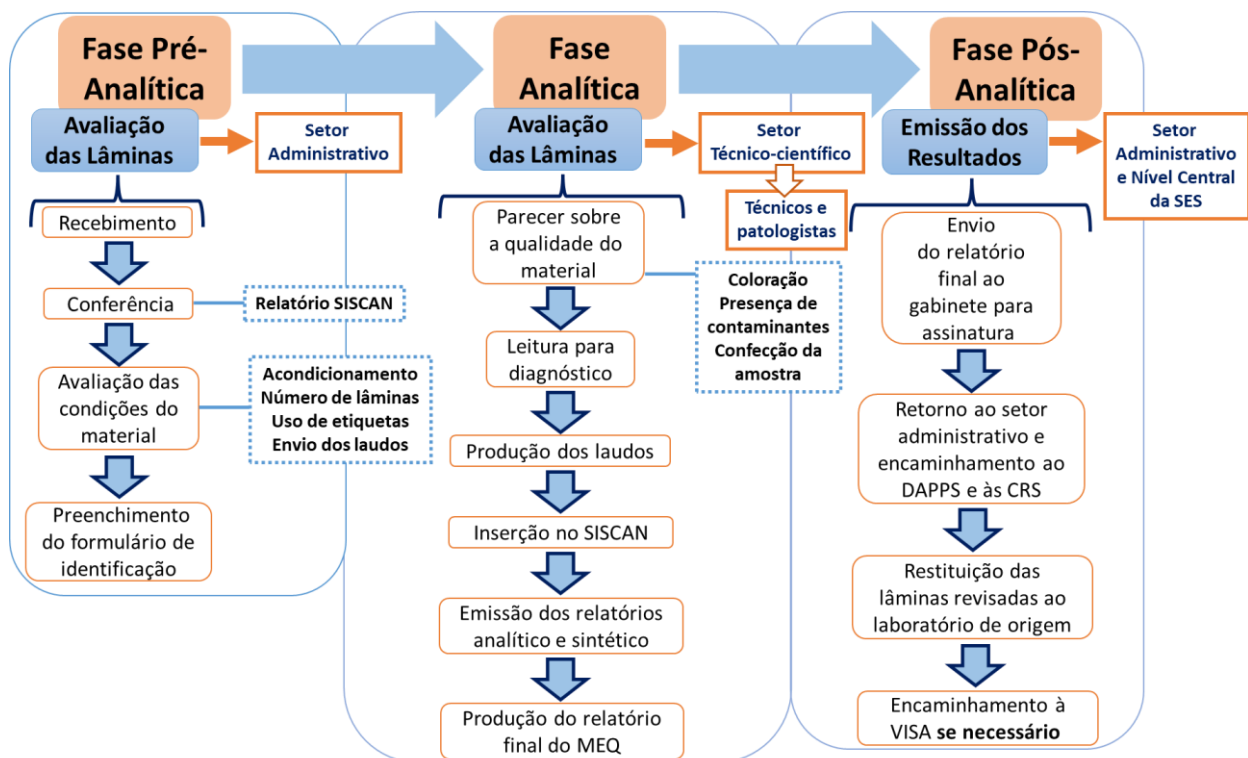 Fase Pré-
Analítica
Avaliação
das Lâminas
Setor
Administrativo
Recebimento
Conferência
Relatório SISCAN
Avaliação das
condições do
material
Acondicionamento
Número de lâminas
Uso de etiquetas
Envio dos laudos
Preenchimento
do formulário de
identificação
Fase
Analítica
Avaliação
das Lâminas
Setor
Técnico-científico
Técnicos e
patologistas
Parecer sobre
a qualidade do
material
Coloração
Presença de
contaminantes
Confecção da
amostra
Leitura para
diagnóstico
Produção dos laudos
Inserção no SISCAN
Emissão dos relatórios
analítico e sintético
Produção do relatório
final do MEQ
Fase Pós-
Analítica
Emissão dos
Resultados
Setor
Administrativo
e Nível Central
da SES
Envio
do relatório
final ao
gabinete para
assinatura
Retorno ao setor
administrativo e
encaminhamento ao
DAPPS e às CRS
Restituição das
lâminas revisadas ao
laboratório de origem
Encaminhamento à
VISA se necessário